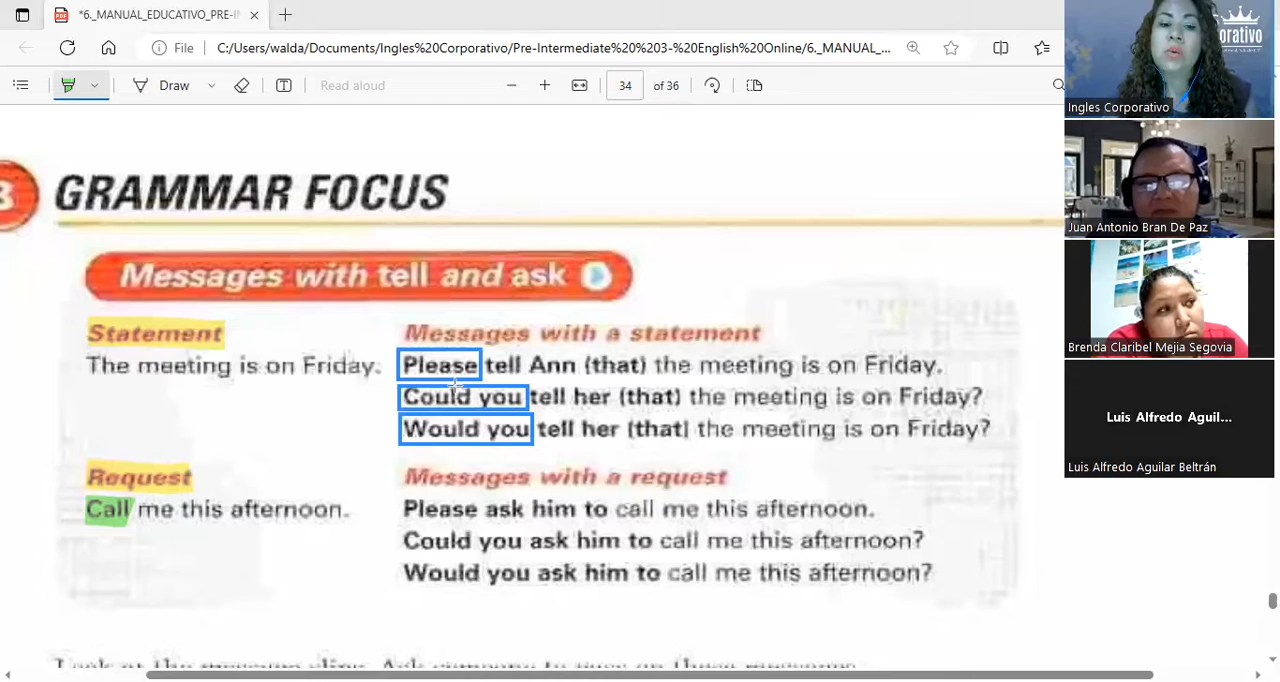 *6._MANUAL_EDUCATIVO_PRE-I
File
C:/Users/walda/Documents/Ingles%20Corporativo/Pre-Intermediate%20%203-%20English%20Online/6._MANUAL_...
Draw
Read aloud
34
of 36
GRAMMAR FOCUS
Messages with tell and ask
Statement
Messages with a statement
The meeting is on Friday.
Please tell Ann (that) the meeting is on Friday.
Could you tell her (that) the meeting is on Friday?
Would you tell her (that) the meeting is on Friday?
Request
Messages with a request
Call me this afternoon.
Please ask him to call me this afternoon.
Could you ask him to call me this afternoon?
Would you ask him to call me this afternoon?
orativo
Ingles Corporativo
Juan Antonio Bran De Paz
Brenda Claribel Mejia Segovia
Luis Alfredo Aguil...
Luis Alfredo Aguilar Beltrán